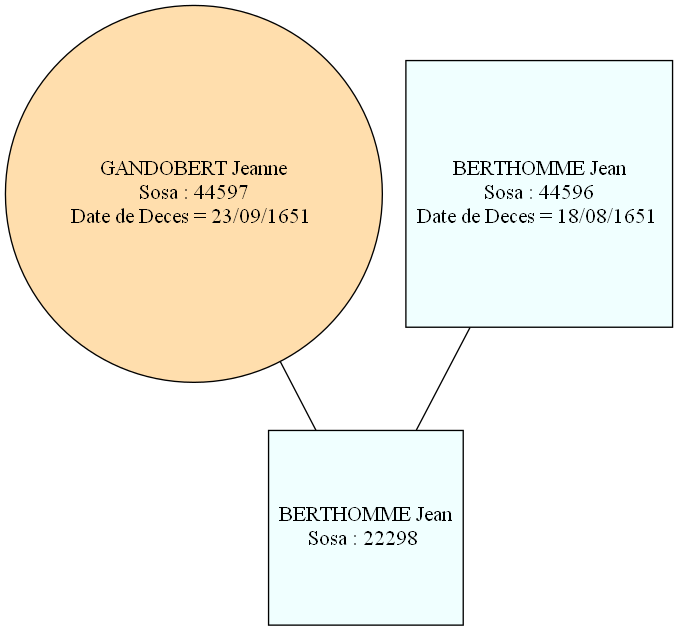 GANDOBERT Jeanne
Sosa : 44597
Date de Deces = 23/09/1651
BERTHOMME Jean
Sosa : 44596
Date de Deces = 18/08/1651
BERTHOMME Jean
Sosa : 22298